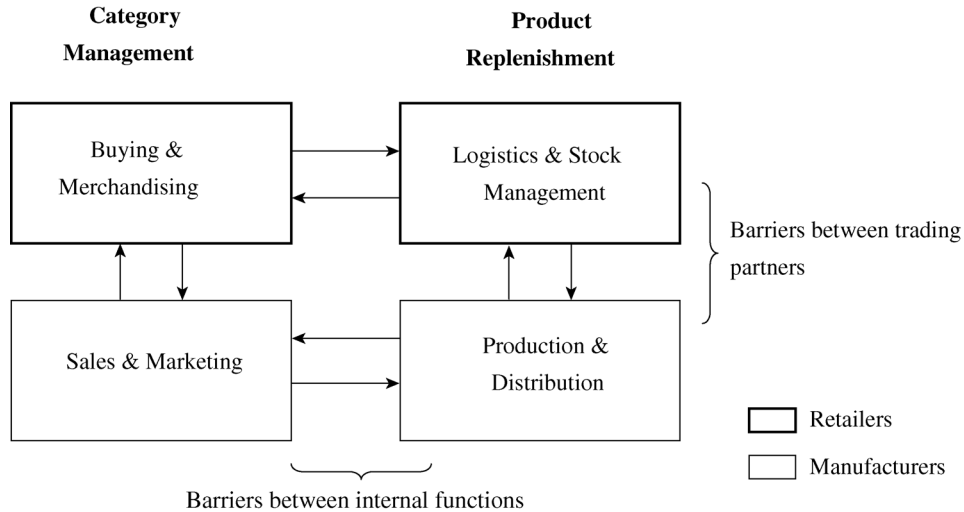 Category
Management
Product
Replenishment
Buying &
Merchandising
Logistics & Stock
Management
Barriers between trading
partners
Sales & Marketing
Production &
Distribution
Retailers
Manufacturers
Barriers between internal functions